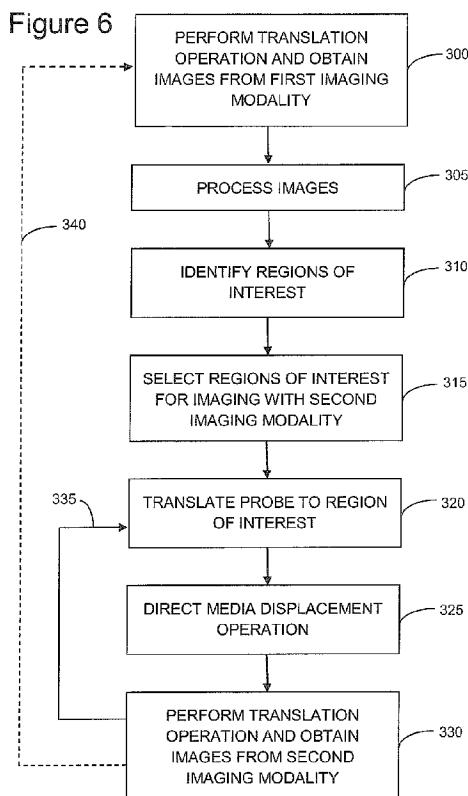 Figure 6
PERFORM TRANSLATION
OPERATION AND OBTAIN
IMAGES FROM FIRST IMAGING
MODALITY
300
PROCESS IMAGES
305
340
IDENTIFY REGIONS OF
INTEREST
310
SELECT REGIONS OF INTEREST
FOR IMAGING WITH SECOND
IMAGING MODALITY
315
335
TRANSLATE PROBE TO REGION
OF INTEREST
320
DIRECT MEDIA DISPLACEMENT
OPERATION
325
PERFORM TRANSLATION
OPERATION AND OBTAIN
IMAGES FROM SECOND
IMAGING MODALITY
330